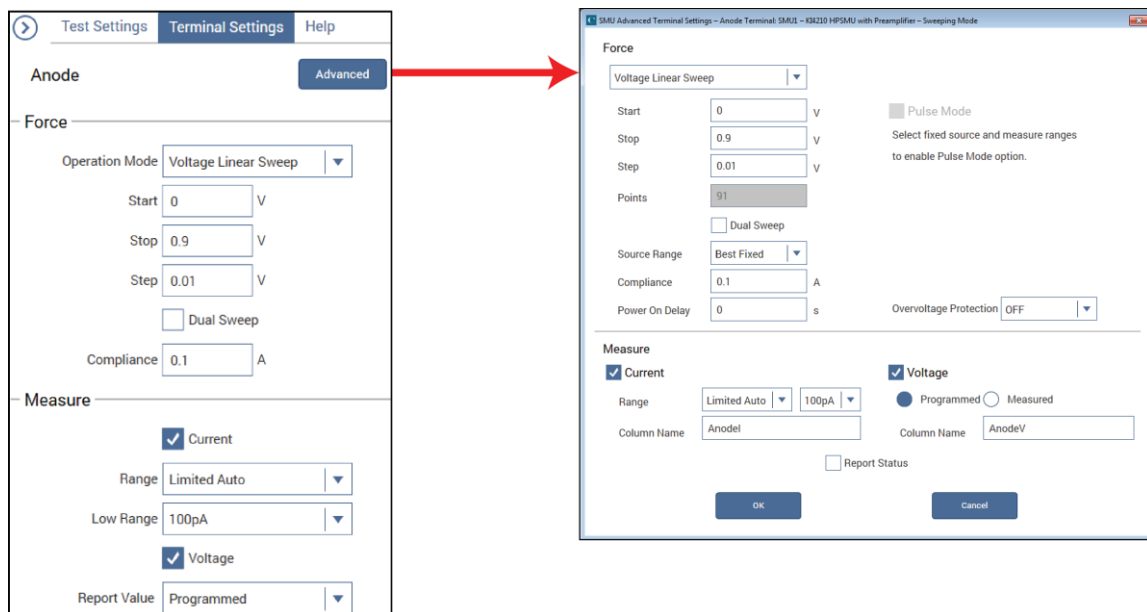 Test Settings Terminal Settings Help
Anode Advanced
Force
Operation Mode Voltage Linear Sweep
Start 0 V
Stop 0.9 V
Step 0.01 V
Dual Sweep
Compliance 0.1 A
Measure
Current
Range Limited Auto
Low Range 100pA
Voltage
Report Value Programmed
SMU Advanced Terminal Settings – Anode Terminal: SMU1 – KI4210 HPSMU with Preamplifier – Sweeping Mode
Force
Voltage Linear Sweep
Start 0 V Pulse Mode
Stop 0.9 V Select fixed source and measure ranges
to enable Pulse Mode option.
Step 0.01 V
Points 91
Dual Sweep
Source Range Best Fixed
Compliance 0.1 A
Power On Delay 0 s Overvoltage Protection OFF
Measure
Current Voltage
Range Limited Auto 100pA Programmed Measured
Column Name AnodeI Column Name AnodeV
Report Status
OK Cancel